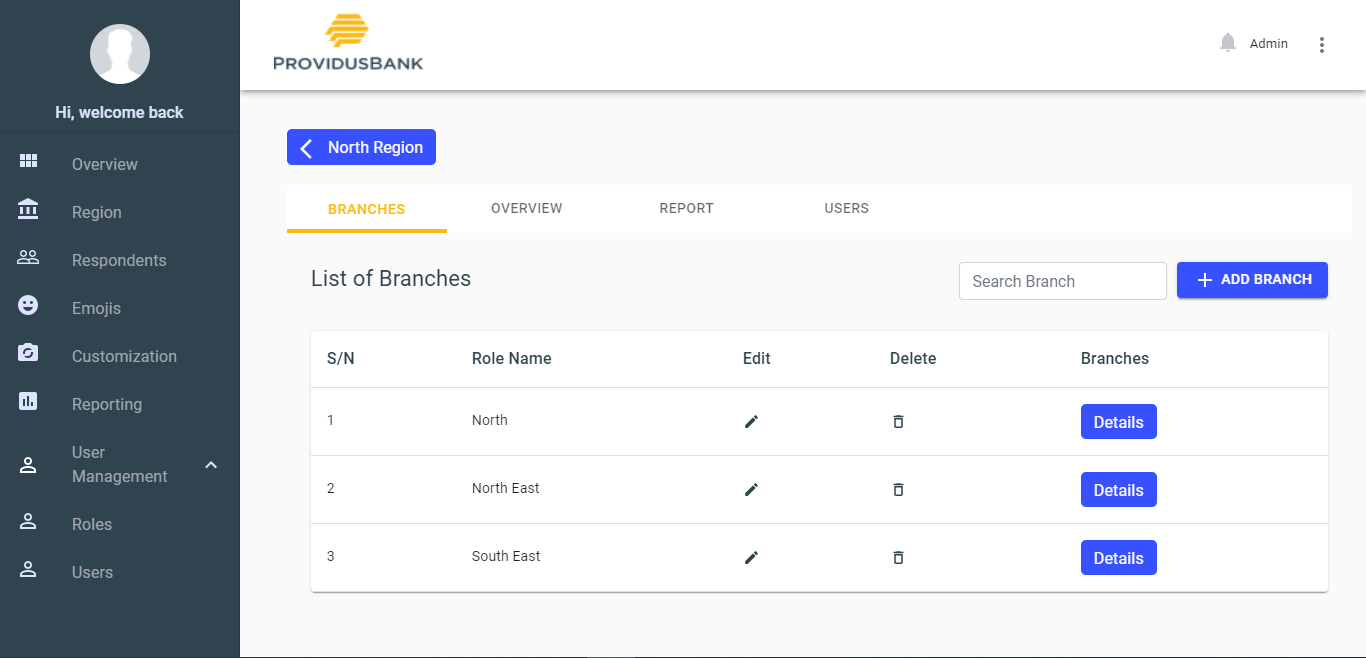 Hi, welcome back
Overview
Region
Respondents
Emojis
Customization
Reporting
User
Management
Roles
Users
PROVIDUSBANK
Admin
North Region
BRANCHES OVERVIEW REPORT USERS
List of Branches
Search Branch
ADD BRANCH
S/N Role Name Edit Delete Branches
1 North Details
2 North East Details
3 South East Details